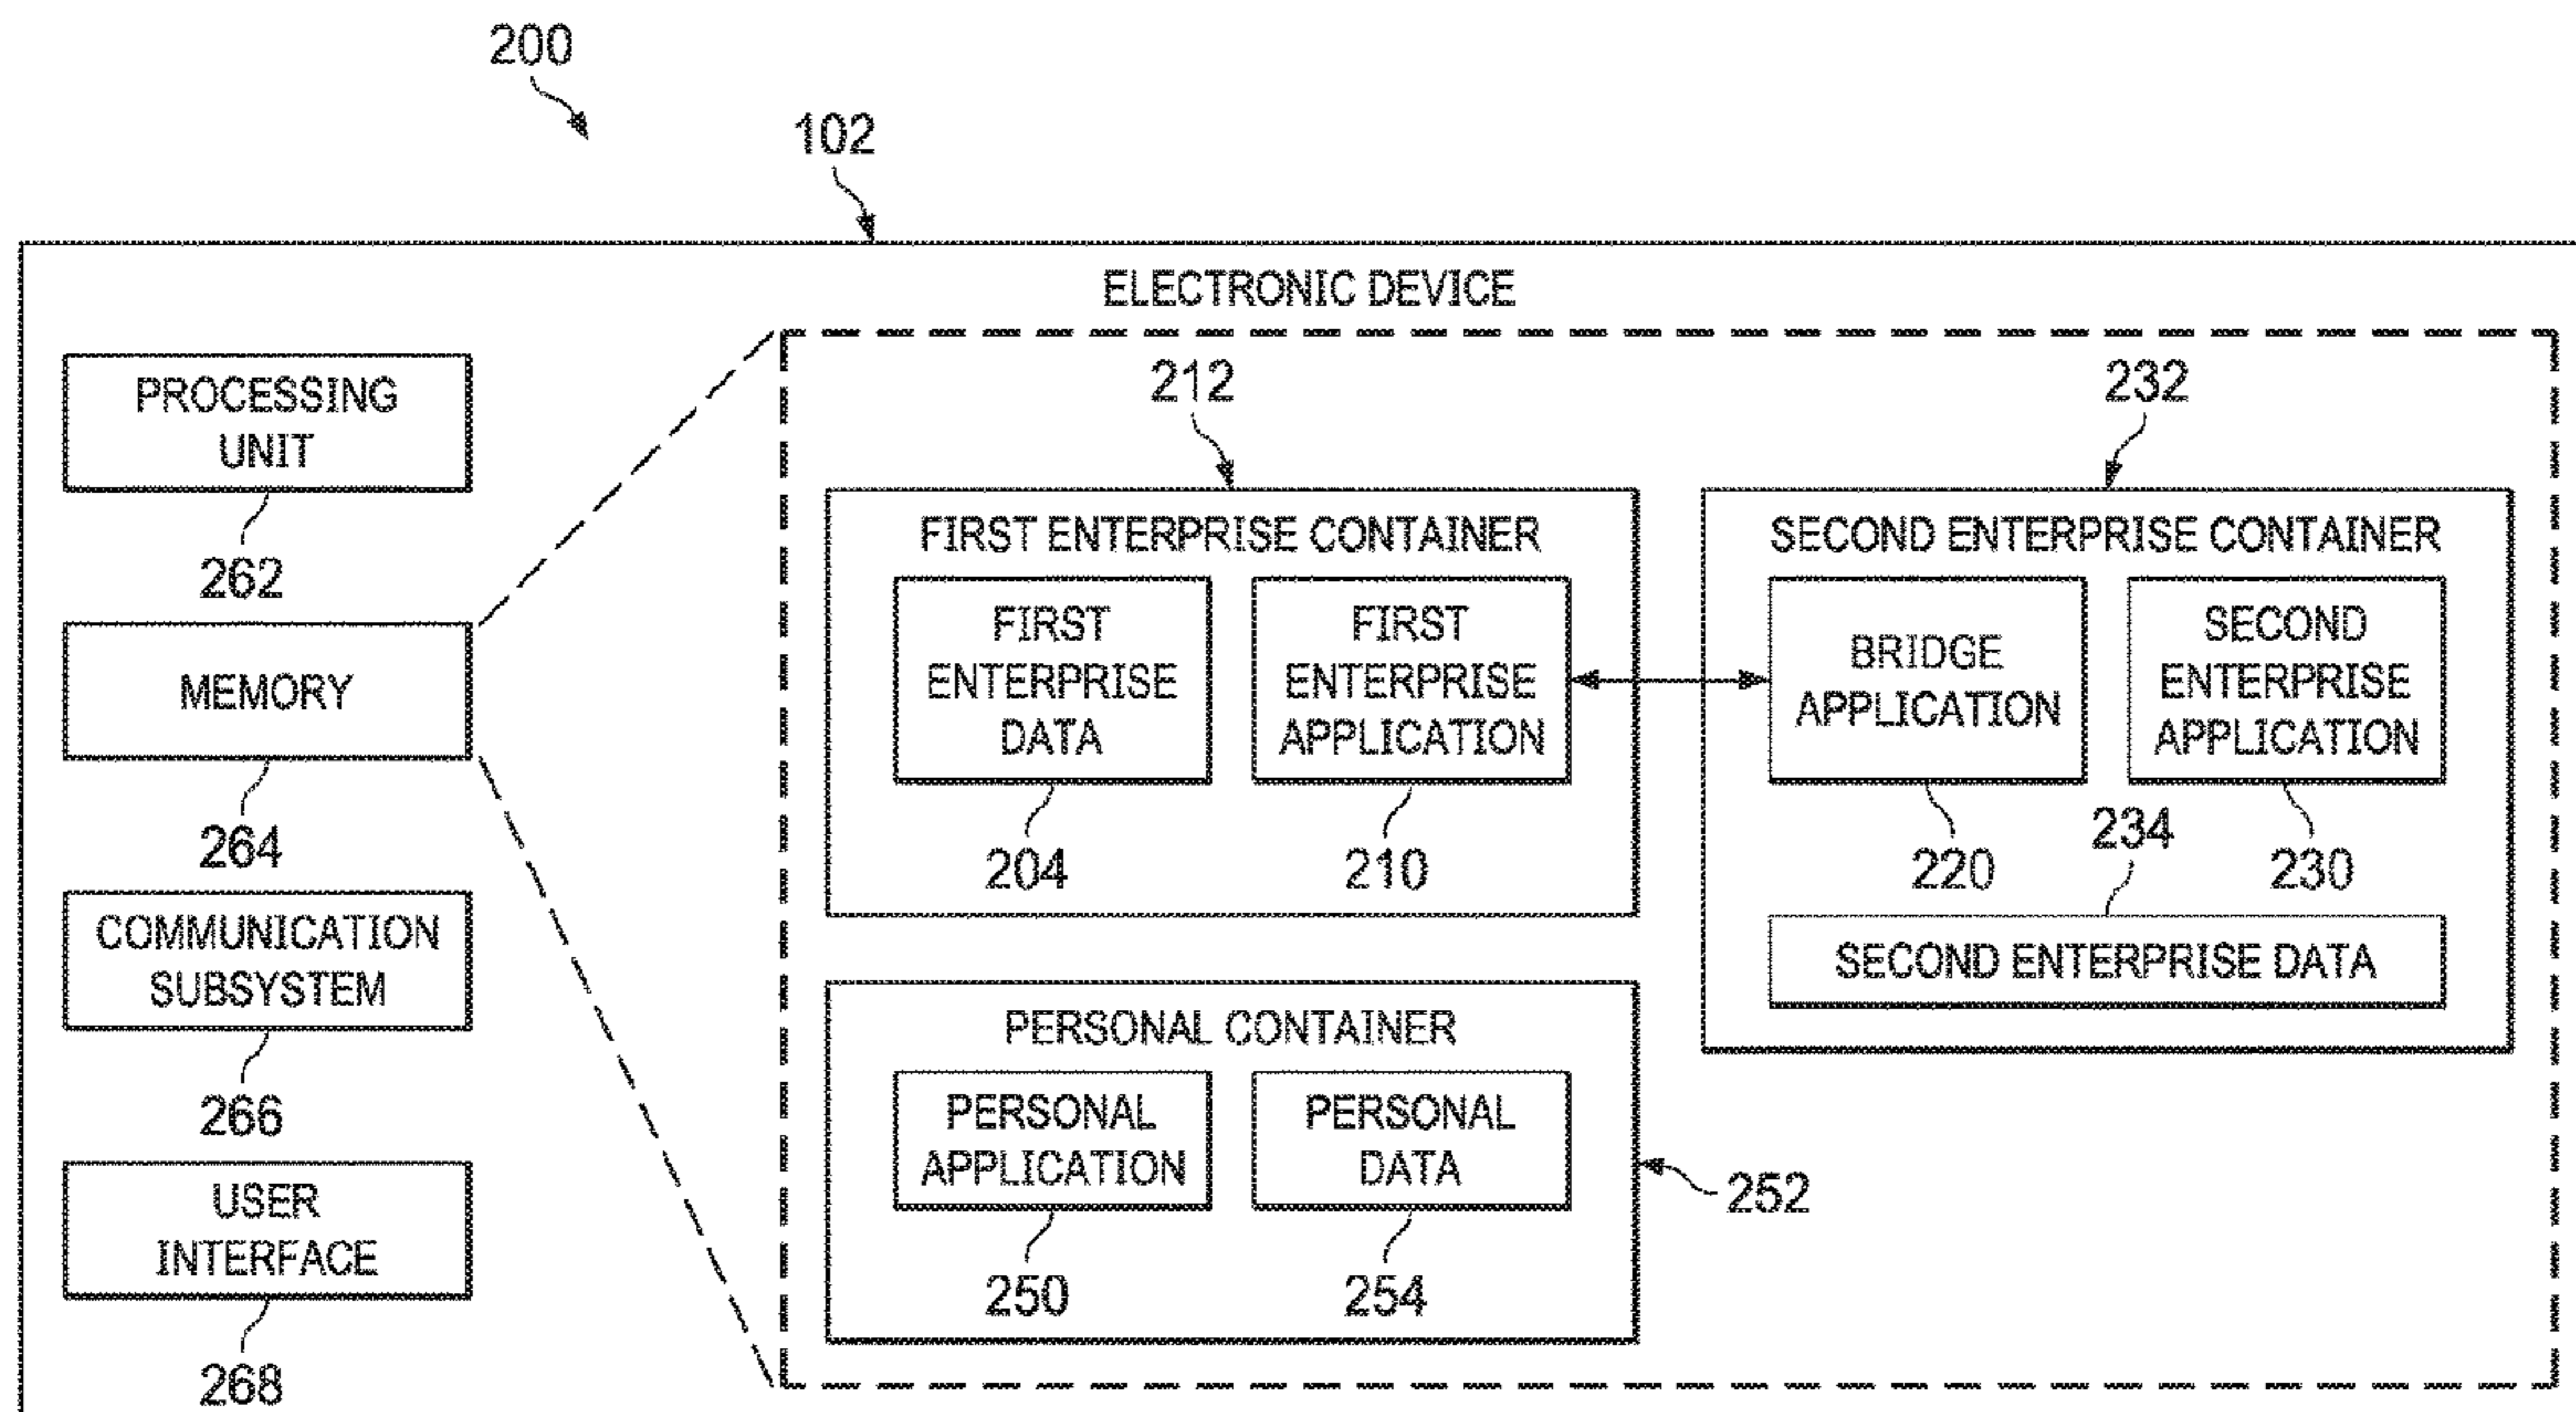 200
102
ELECTRONIC DEVICE
PROCESSING
UNIT
262
MEMORY
264
COMMUNICATION
SUBSYSTEM
266
USER
INTERFACE
268
212
FIRST ENTERPRISE CONTAINER
FIRST
ENTERPRISE
DATA
204
FIRST
ENTERPRISE
APPLICATION
210
232
SECOND ENTERPRISE CONTAINER
BRIDGE
APPLICATION
220
SECOND
ENTERPRISE
APPLICATION
230
234
SECOND ENTERPRISE DATA
PERSONAL CONTAINER
PERSONAL
APPLICATION
250
PERSONAL
DATA
254
252